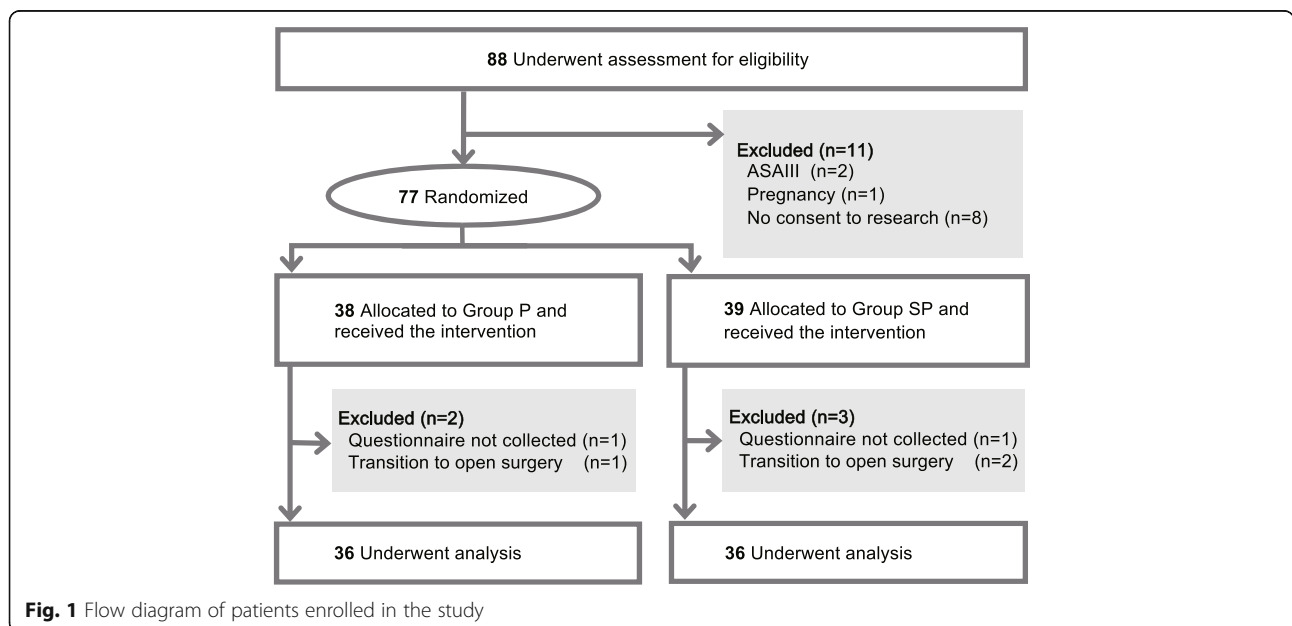 88 Underwent assessment for eligibility
Excluded (n=11)
ASAIII (n=2)
Pregnancy (n=1)
No consent to research (n=8)
77 Randomized
38 Allocated to Group P and
received the intervention
39 Allocated to Group SP and
received the intervention
Excluded (n=2)
Questionnaire not collected (n=1)
Transition to open surgery (n=1)
Excluded (n=3)
Questionnaire not collected (n=1)
Transition to open surgery (n=2)
36 Underwent analysis
36 Underwent analysis
Fig. 1 Flow diagram of patients enrolled in the study